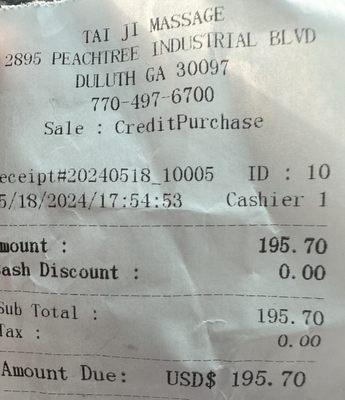 TAI JI MASSAGE
2895 PEACHTREE INDUSTRIAL BLVD
DULUTH GA 30097
770-497-6700
Sale : CreditPurchase
eceipt#20240518_10005 ID : 10
5/18/2024/17:54:53 Cashier 1
mount : 195.70
ash Discount : 0.00
Sub Total : 195.70
Tax : 0.00
Amount Due: USD$ 195.70